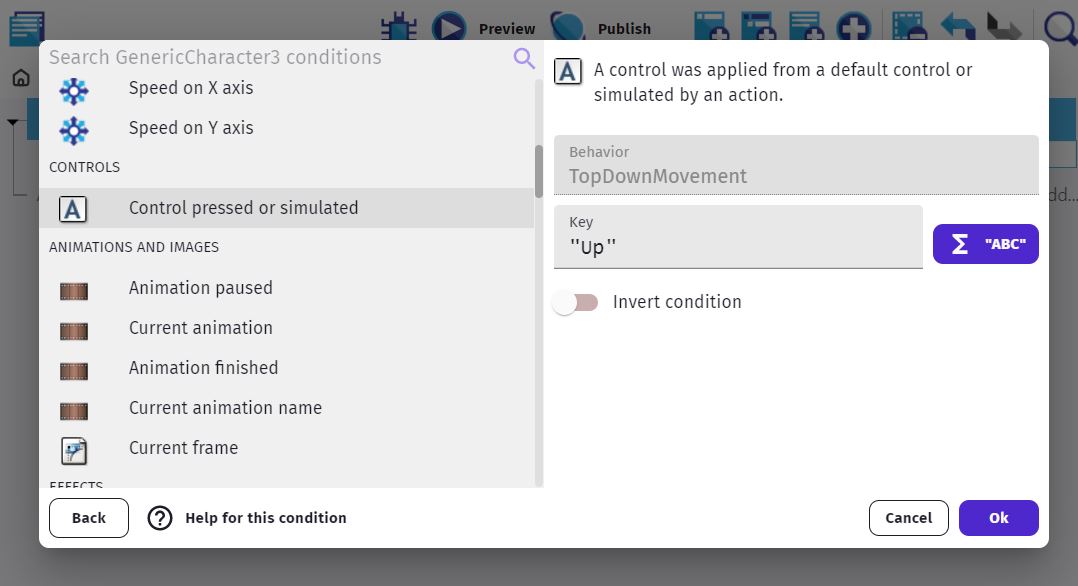 Preview
Publish
Search GenericCharacter3 conditions
Speed on X axis
Speed on Y axis
CONTROLS
A
Control pressed or simulated
ANIMATIONS AND IMAGES
Animation paused
Current animation
Animation finished
Current animation name
Current frame
EFFECTS
A
A control was applied from a default control or
simulated by an action.
Behavior
TopDownMovement
Key
"Up"
Σ "ABC"
Invert condition
Back
? Help for this condition
Cancel
Ok